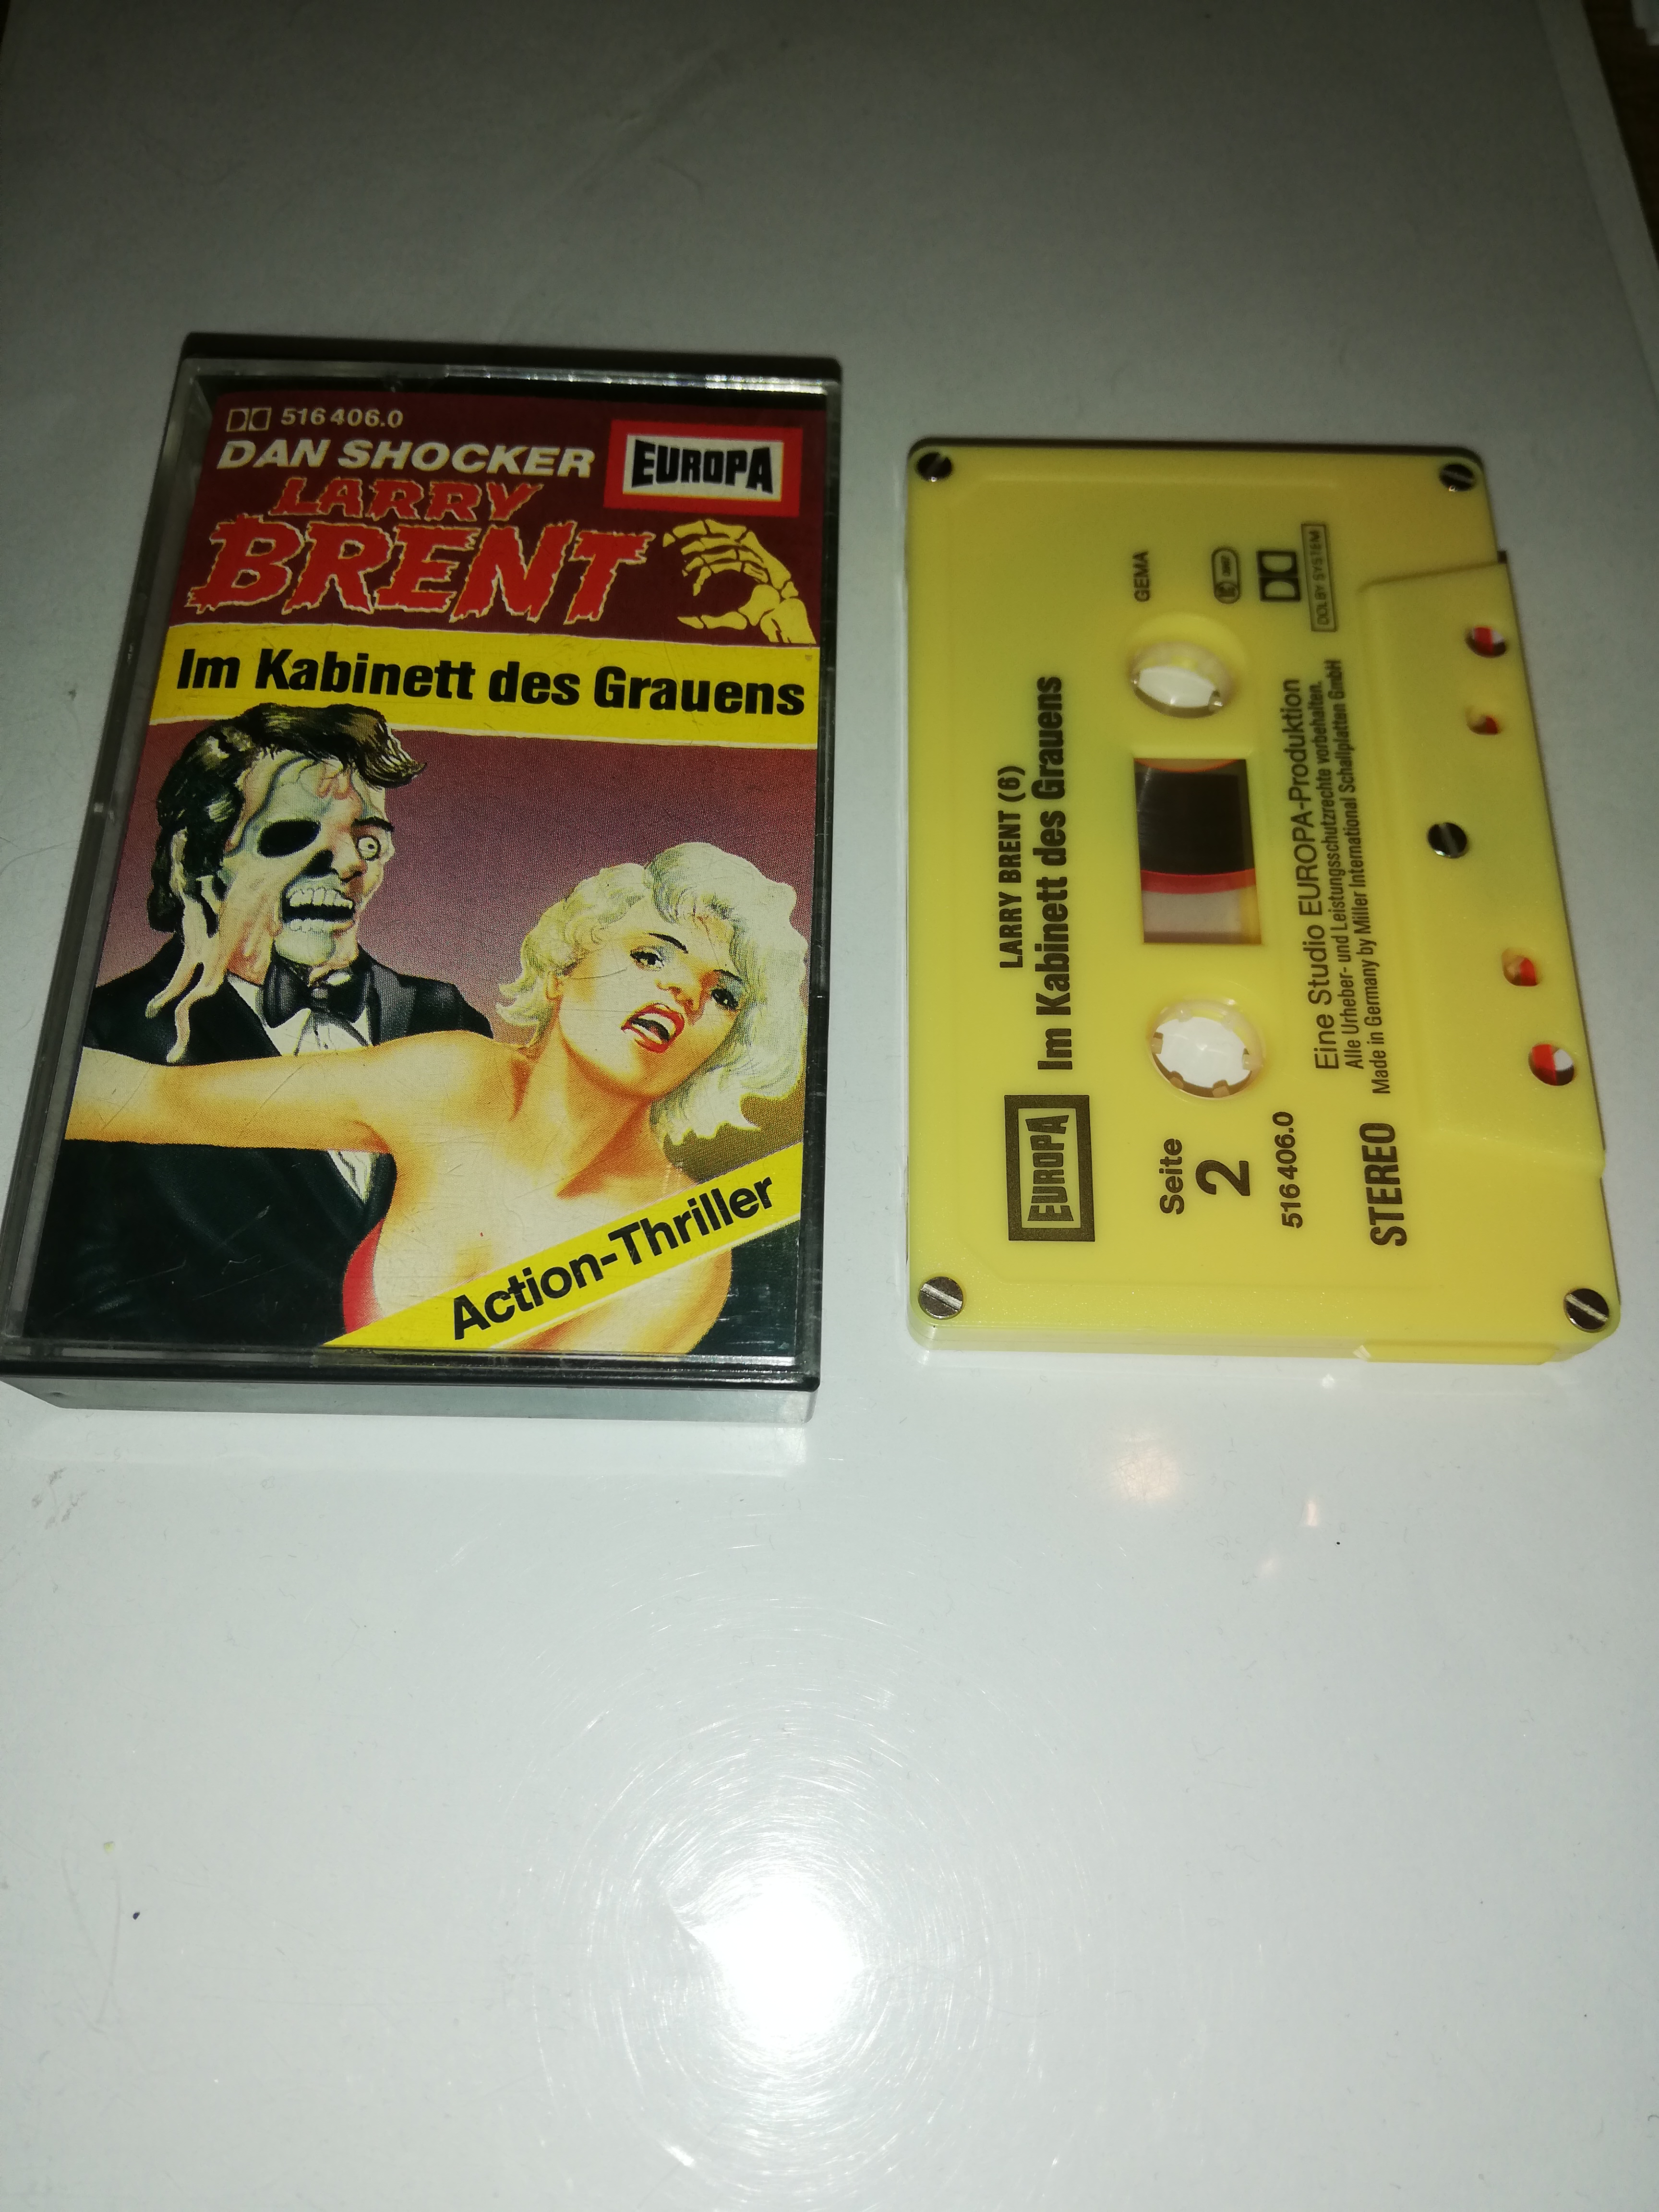 516 406.0
DAN SHOCKER
EUROPA
LARRY
BRENT
Im Kabinett des Grauens
Action-Thriller
EUROPA
LARRY BRENT (6)
Im Kabinett des Grauens
GEMA
Seite
2
516 406.0
STEREO
DOLBY SYSTEM
Eine Studio EUROPA-Produktion
Alle Urheber- und Leistungsschutzrechte vorbehalten.
Made in Germany by Miller International Schallplatten GmbH